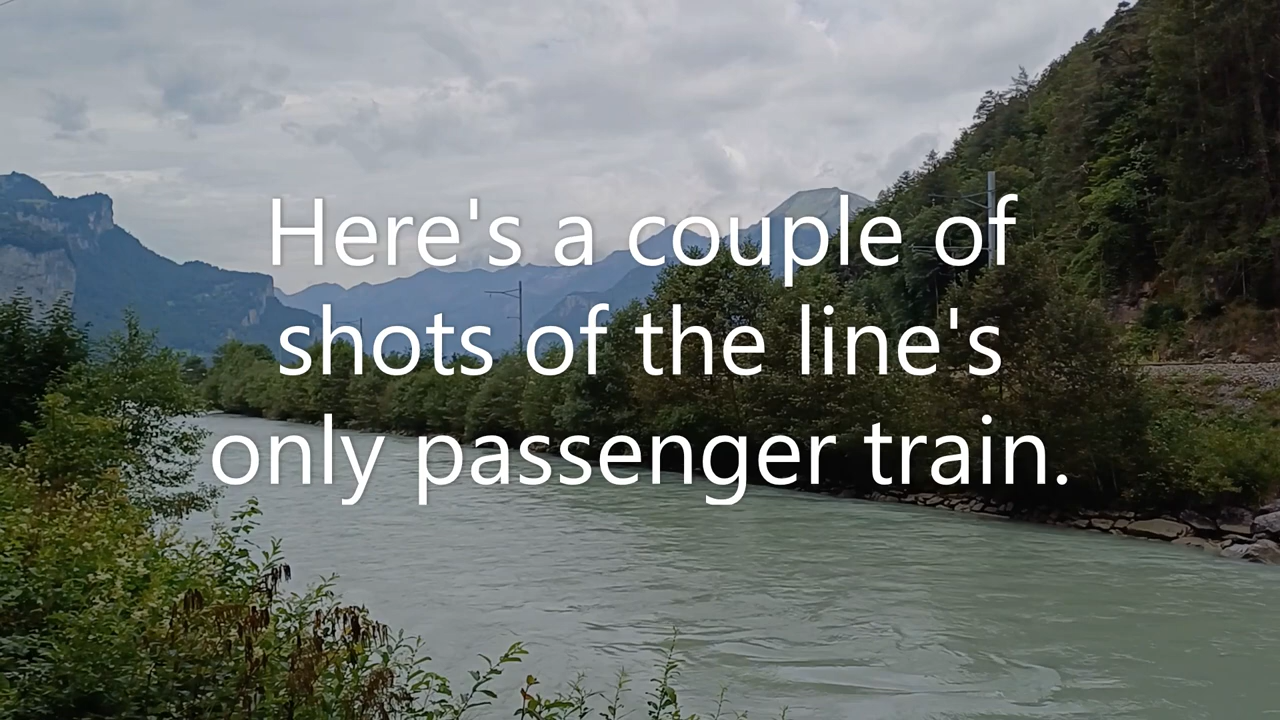 Here's a couple of
shots of the line's
only passenger train.